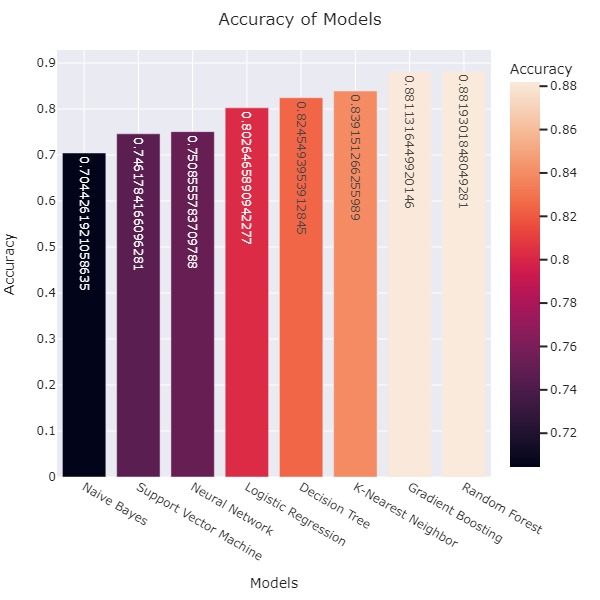 Accuracy of Models
Accuracy
0.9
0.8
0.7
0.6
0.5
0.4
0.3
0.2
0.1
0
0.7044261921058635
0.7461784166096281
0.7508555783709788
0.8026465890942277
0.8245493953912845
0.839151266255989
0.8811316449920146
0.8819301848049281
Naive Bayes
Support Vector Machine
Neural Network
Logistic Regression
Decision Tree
K-Nearest Neighbor
Gradient Boosting
Random Forest
Models
Accuracy
0.88
0.86
0.84
0.82
0.8
0.78
0.76
0.74
0.72